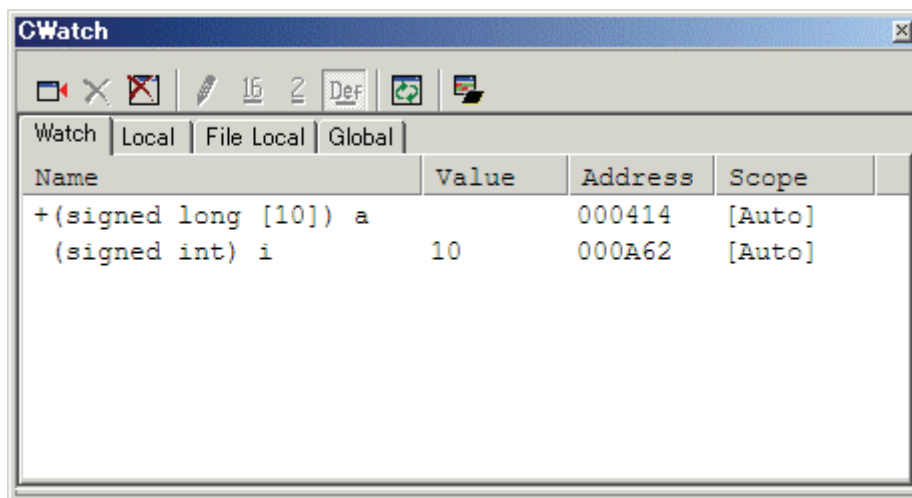 CWatch
16 2 Def
Watch Local File Local Global
Name Value Address Scope
+(signed long [10]) a 000414 [Auto]
(signed int) i 10 000A62 [Auto]